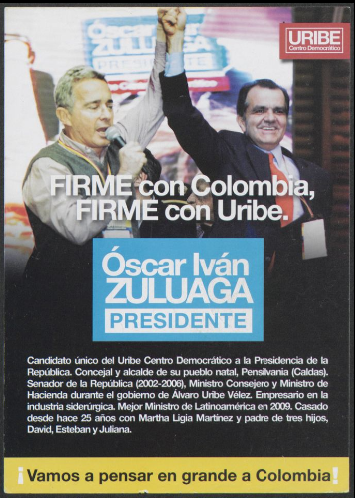 URIBE
Centro Democrático
Óscar Iván
ZULUAGA
FIRME con Colombia,
FIRME con Uribe.
Óscar Iván
ZULUAGA
PRESIDENTE
Candidato único del Uribe Centro Democrático a la Presidencia de la
República. Concejal y alcalde de su pueblo natal, Pensilvania (Caldas).
Senador de la República (2002-2006), Ministro Consejero y Ministro de
Hacienda durante el gobierno de Álvaro Uribe Vélez. Empresario en la
industria siderúrgica. Mejor Ministro de Latinoamérica en 2009. Casado
desde hace 25 años con Martha Ligia Martínez y padre de tres hijos,
David, Esteban y Juliana.
¡Vamos a pensar en grande a Colombia!